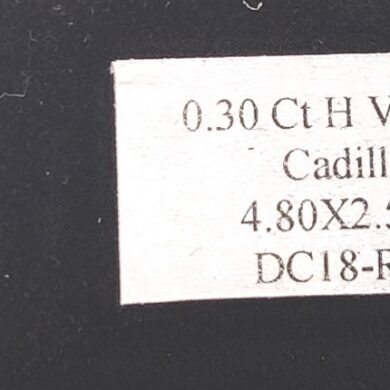 0.30 Ct H V
Cadill
4.80X2.5
DC18-R